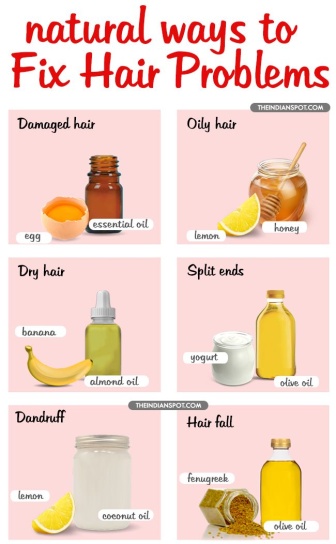 natural ways to
Fix Hair Problems
THEINDIANSPOT.COM
Damaged hair
egg
essential oil
Oily hair
lemon
honey
Dry hair
banana
almond oil
Split ends
yogurt
olive oil
THEINDIANSPOT.COM
Dandruff
lemon
coconut oil
Hair fall
fenugreek
olive oil